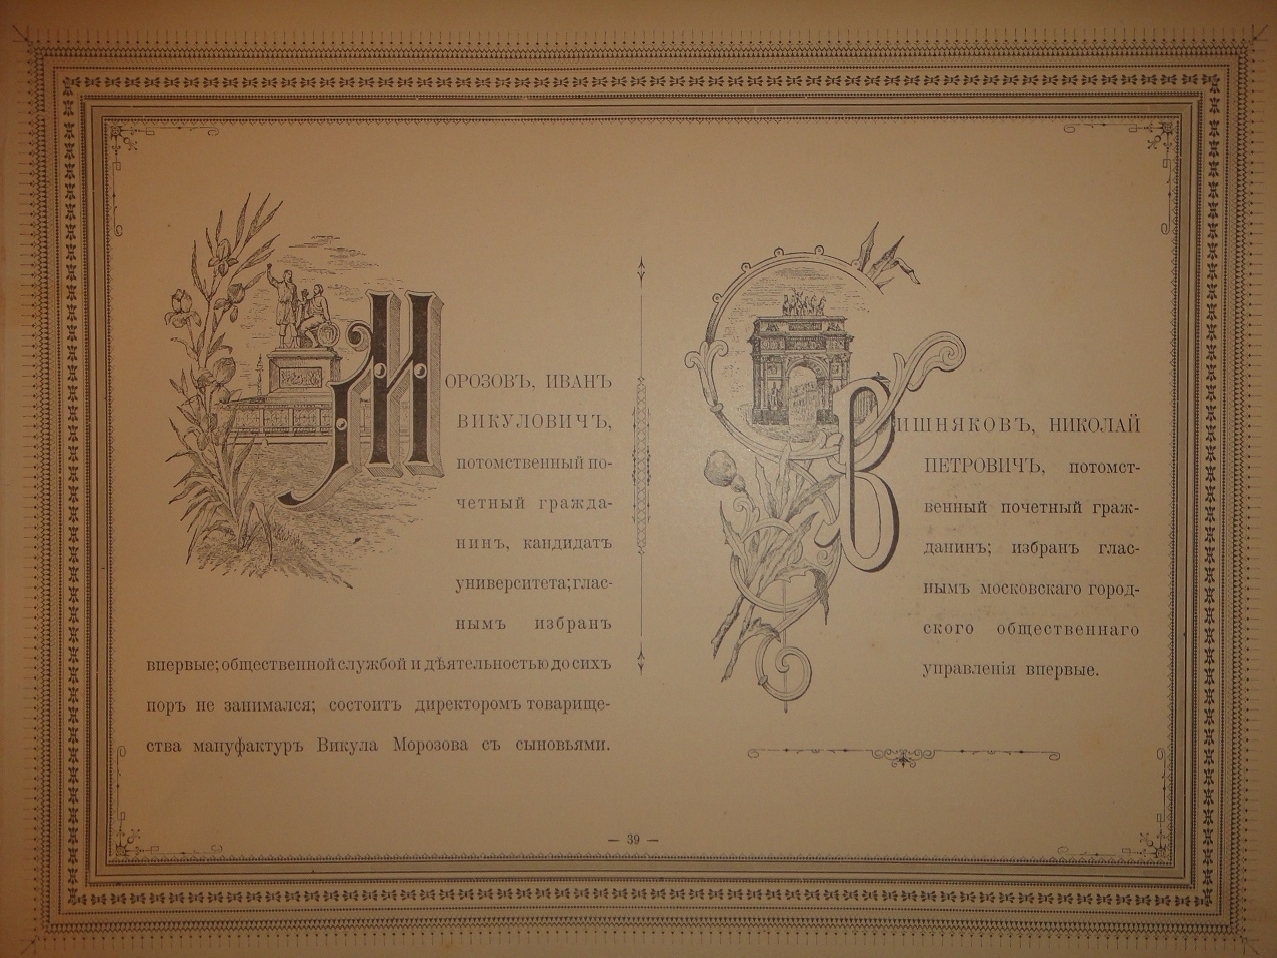 МОРОЗОВЪ, ИВАНЪ
ВИКУЛОВИЧЪ,
потомственный по-
четный гражда-
нинъ, кандидатъ
университета; глас-
нымъ избранъ
впервые; общественной службой и дѣятельностью до сихъ
поръ не занимался; состоитъ директоромъ товарище-
ства мануфактуръ Викула Морозова съ сыновьями.
ВИШНЯКОВЪ, НИКОЛАЙ
ПЕТРОВИЧЪ, потомст-
венный почетный граж-
данинъ; избранъ глас-
нымъ московскаго город-
ского общественнаго
управленія впервые.
— 39 —